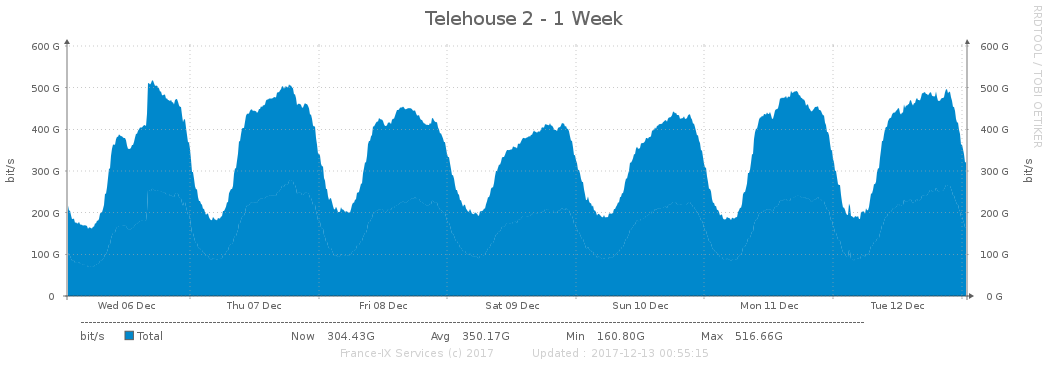 Telehouse 2 - 1 Week
RRDTOOL / TOBI OETIKER
bit/s
600 G 600 G
500 G 500 G
400 G 400 G
300 G 300 G
200 G 200 G
100 G 100 G
0 0 G
bit/s
Wed 06 Dec Thu 07 Dec Fri 08 Dec Sat 09 Dec Sun 10 Dec Mon 11 Dec Tue 12 Dec
bit/s Total Now 304.43G Avg 350.17G Min 160.80G Max 516.66G
France-IX Services (c) 2017 Updated : 2017-12-13 00:55:15